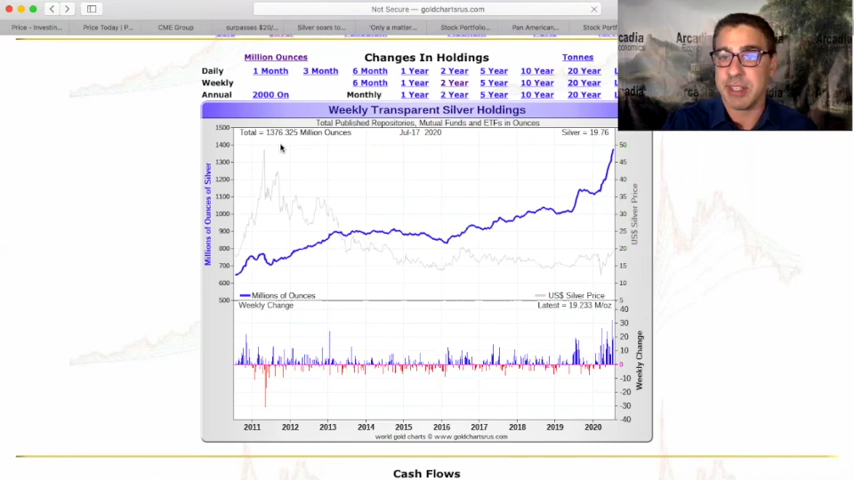 Not Secure — goldchartsrus.com
Price - Investin...
Price Today | P...
CME Group
surpasses $20/...
Silver soars to...
'Only a matter...
Stock Portfolio...
Pan American...
Stock Portf
Million Ounces Changes In Holdings Tonnes
Daily 1 Month 3 Month 6 Month 1 Year 2 Year 5 Year 10 Year 20 Year
Weekly 6 Month 1 Year 2 Year 5 Year 10 Year 20 Year
Annual 2000 On Monthly 1 Year 2 Year 5 Year 10 Year 20 Year
Weekly Transparent Silver Holdings
Total Published Repositories, Mutual Funds and ETFs in Ounces
Total = 1376.325 Million Ounces Jul-17 2020 Silver = 19.76
1500
1400 50
1300 45
1200 40
1100 35
1000 30
900 25
800 20
700 15
600 10
500 5
Millions of Ounces of Silver
US$ Silver Price
Millions of Ounces US$ Silver Price
Weekly Change Latest = 19.233 M/oz
40
30
20
10
0
-10
-20
-30
-40
Weekly Change
2011 2012 2013 2014 2015 2016 2017 2018 2019 2020
world gold charts © www.goldchartsrus.com
Cash Flows
Arcadia
Economics
Arcadia
Arcadia